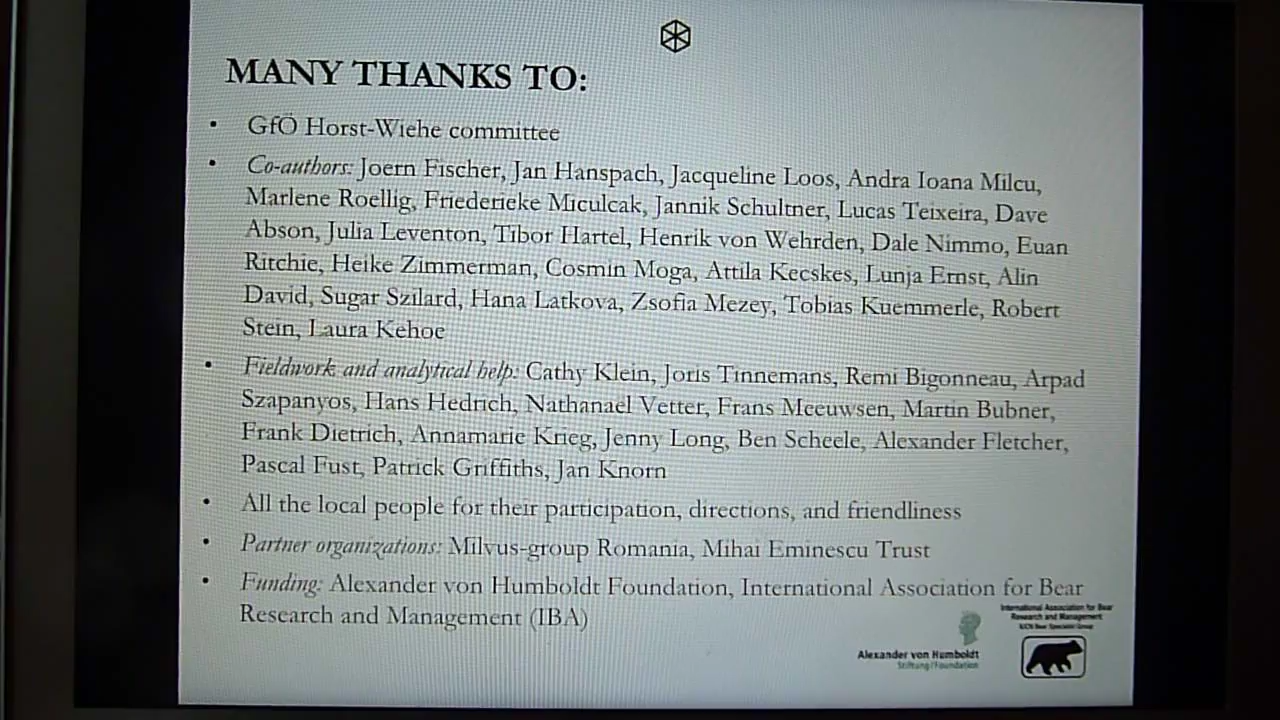 MANY THANKS TO:
• GfÖ Horst-Wiehe committee
• Co-authors: Joern Fischer, Jan Hanspach, Jacqueline Loos, Andra Ioana Milcu,
Marlene Roellig, Friederieke Miculcak, Jannik Schultner, Lucas Teixeira, Dave
Abson, Julia Leventon, Tibor Hartel, Henrik von Wehrden, Dale Nimmo, Euan
Ritchie, Heike Zimmerman, Cosmin Moga, Attila Kecskes, Lunja Ernst, Alin
David, Sugar Szilard, Hana Latkova, Zsofia Mezey, Tobias Kuemmerle, Robert
Stein, Laura Kehoe
• Fieldwork and analytical help: Cathy Klein, Joris Tinnemans, Remi Bigonneau, Arpad
Szapanyos, Hans Hedrich, Nathanael Vetter, Frans Meeuwsen, Martin Bubner,
Frank Dietrich, Annamarie Krieg, Jenny Long, Ben Scheele, Alexander Fletcher,
Pascal Fust, Patrick Griffiths, Jan Knorn
• All the local people for their participation, directions, and friendliness
• Partner organizations: Milvus-group Romania, Mihai Eminescu Trust
• Funding: Alexander von Humboldt Foundation, International Association for Bear
Research and Management (IBA)
International Association for Bear
Research and Management
IUCN Bear Specialist Group
Alexander von Humboldt
Stiftung/Foundation